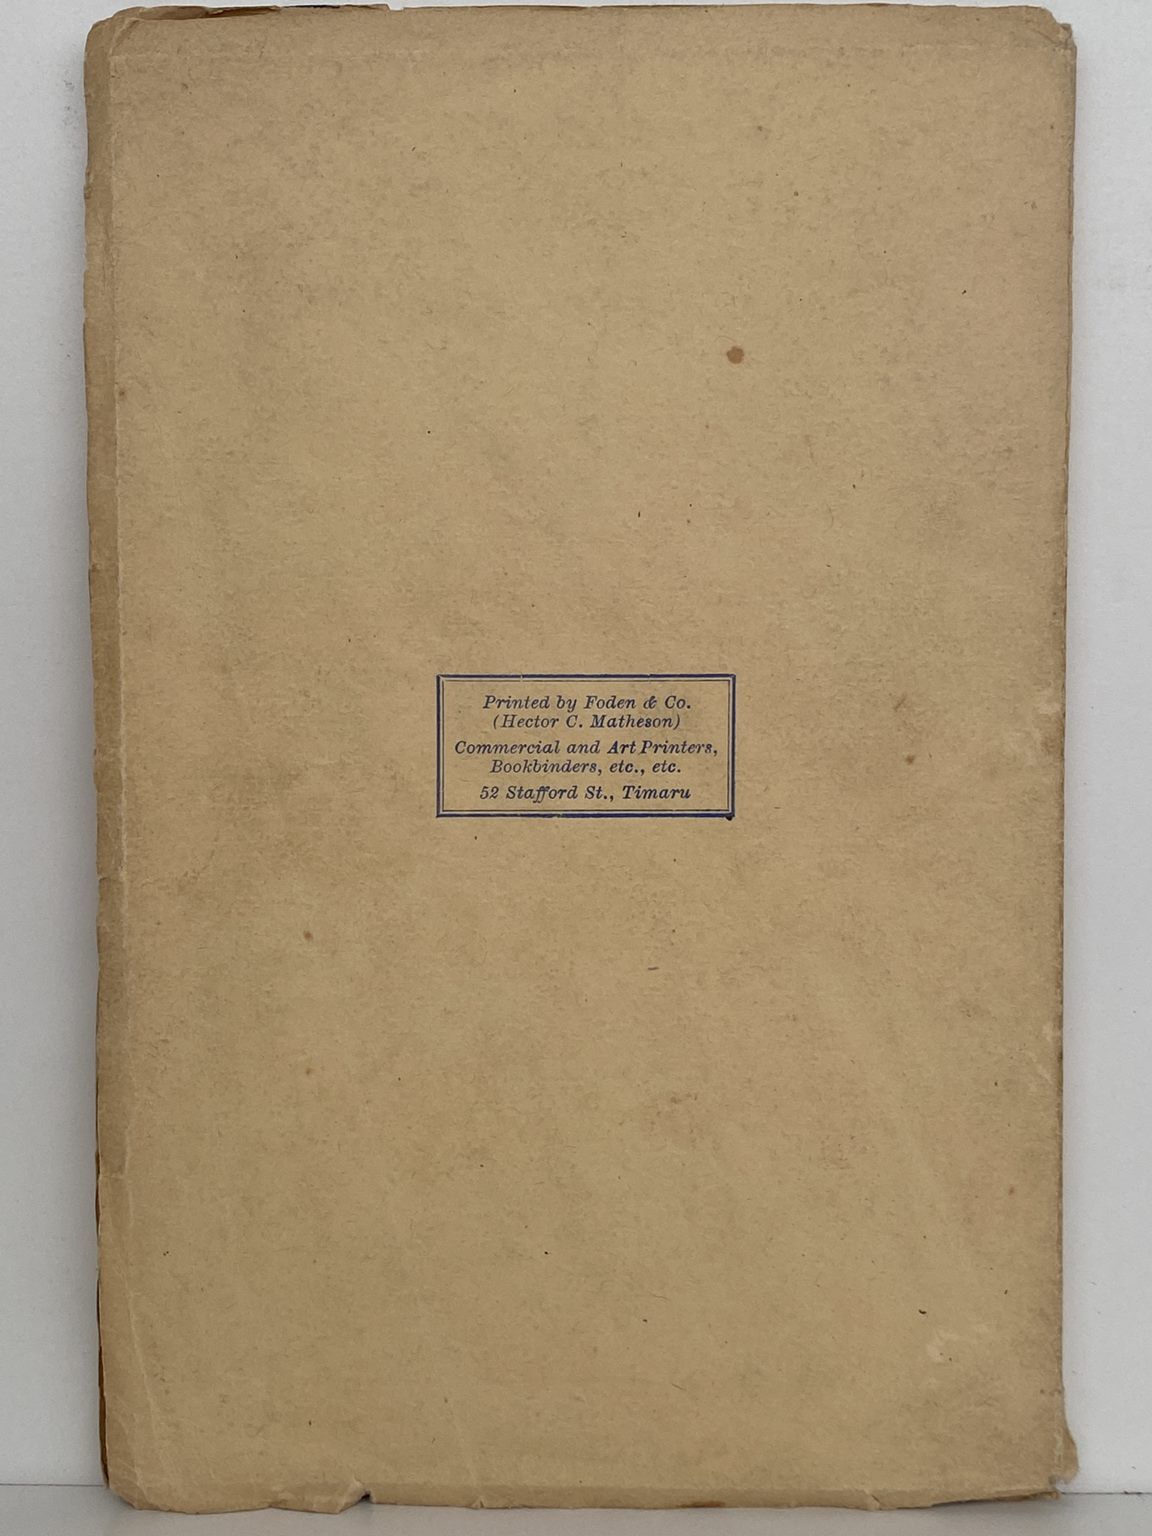 Printed by Foden & Co.
(Hector C. Matheson)
Commercial and Art Printers,
Bookbinders, etc., etc.
52 Stafford St., Timaru